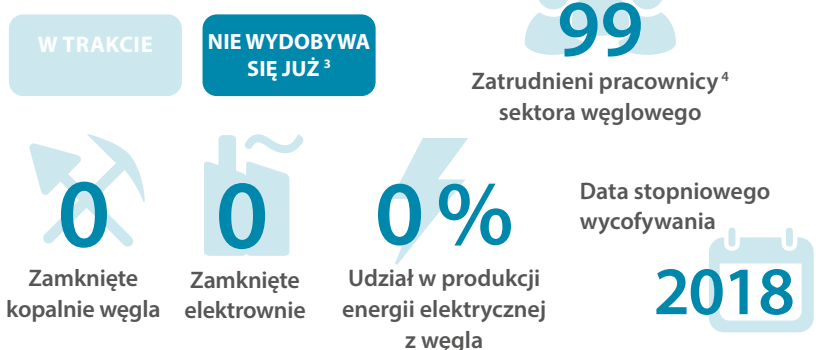 W TRAKCIE
NIE WYDOBYWA
SIĘ JUŻ ³
99
Zatrudnieni pracownicy ⁴
sektora węglowego
0
Zamknięte
kopalnie węgla
0
Zamknięte
elektrownie
0 %
Udział w produkcji
energii elektrycznej
z węgla
Data stopniowego
wycofywania
2018